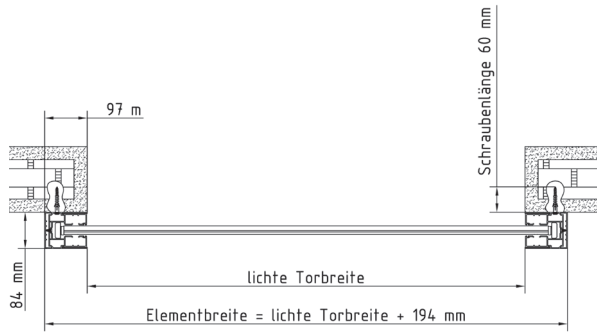 97 m
Schraubenlänge 60 mm
84 mm
lichte Torbreite
Elementbreite = lichte Torbreite + 194 mm